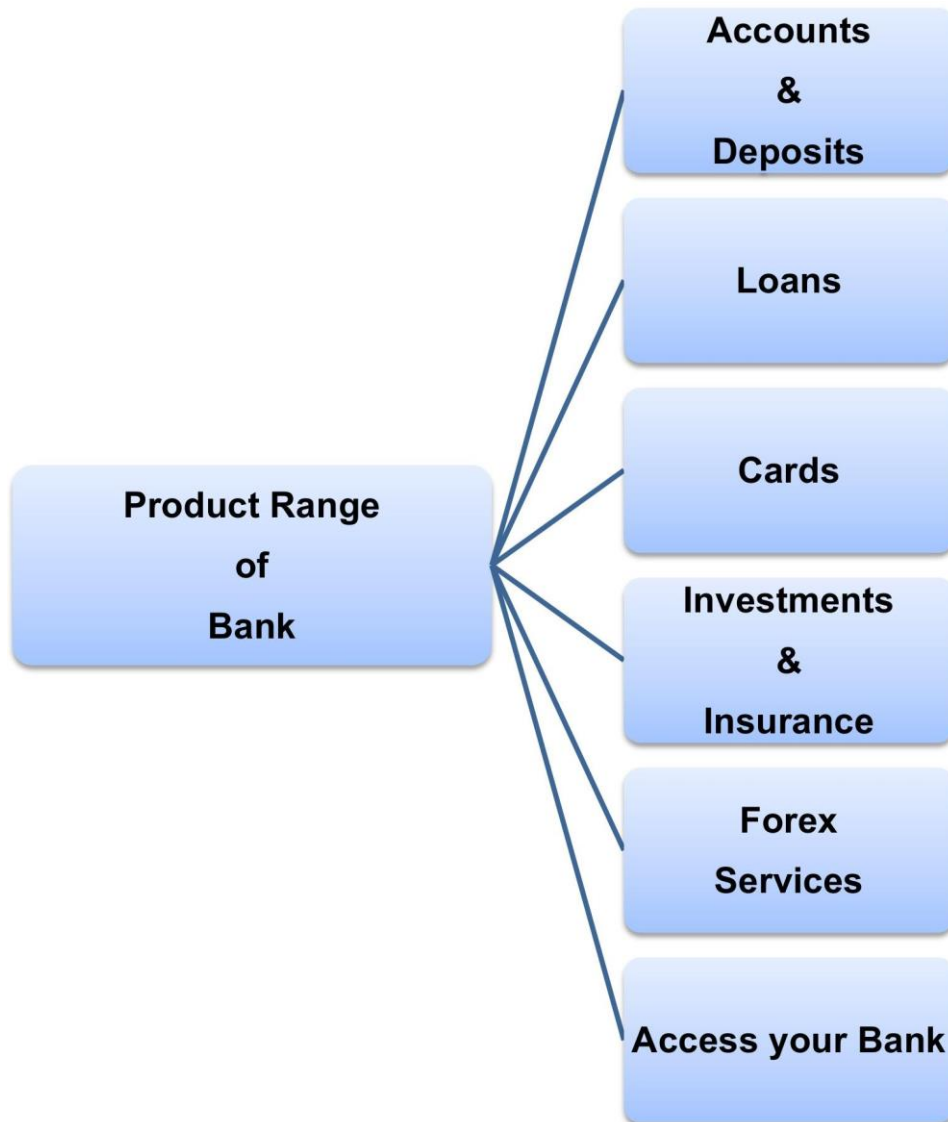 Accounts
&
Deposits
Loans
Cards
Product Range
of
Bank
Investments
&
Insurance
Forex
Services
Access your Bank